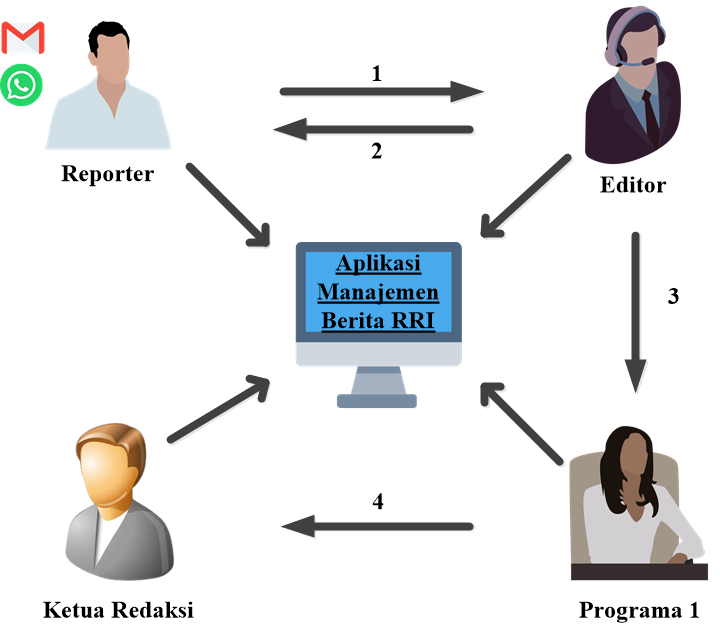 1
2
Reporter
Editor
Aplikasi
Manajemen
Berita RRI
3
4
Ketua Redaksi
Programa 1